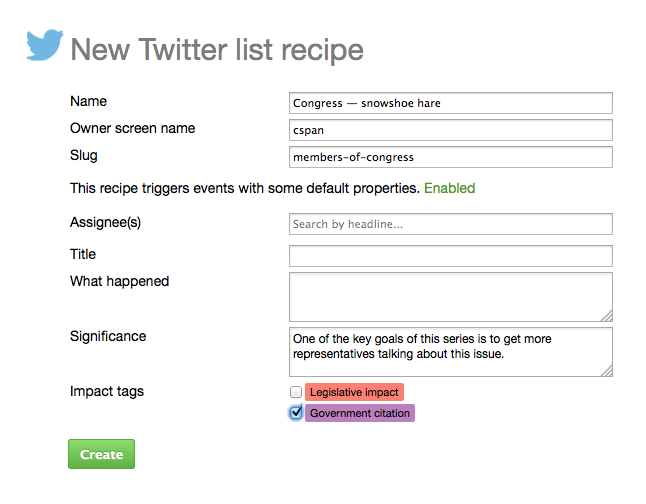 New Twitter list recipe
Name
Congress — snowshoe hare
Owner screen name
cspan
Slug
members-of-congress
This recipe triggers events with some default properties. Enabled
Assignee(s)
Search by headline...
Title
What happened
Significance
One of the key goals of this series is to get more
representatives talking about this issue.
Impact tags
Legislative impact
Government citation
Create